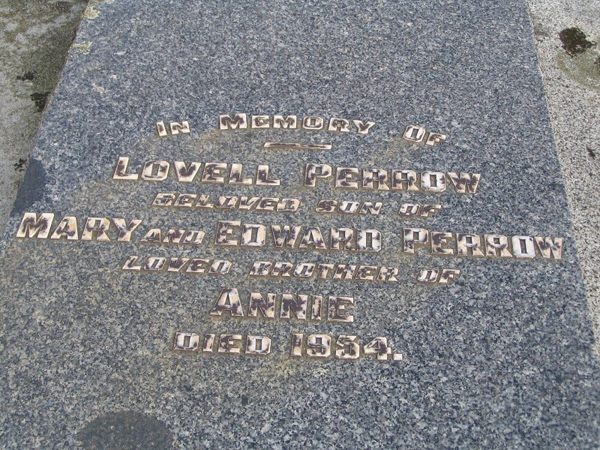 IN MEMORY OF
LOVELL PERROW
BELOVED SON OF
MARY AND EDWARD PERROW
LOVED BROTHER OF
ANNIE
DIED 1954.